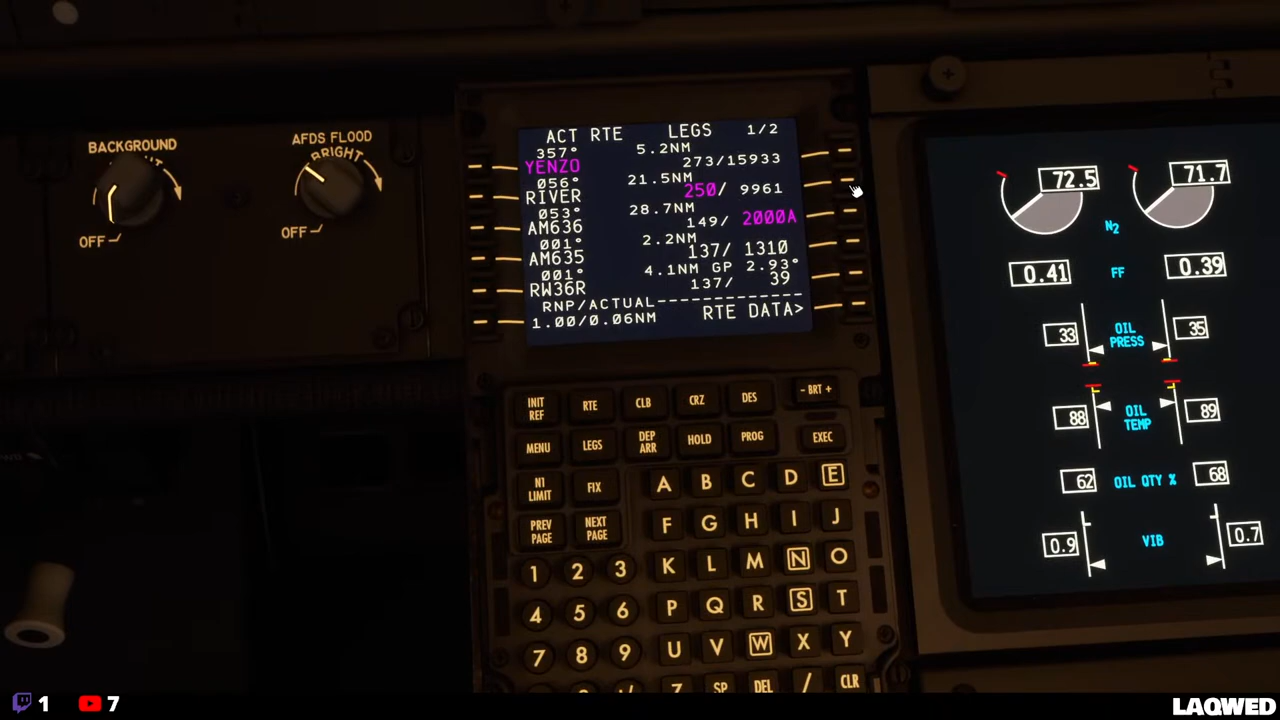 BACKGROUND
OFF
AFDS FLOOD
BRIGHT
OFF
ACT RTE LEGS 1/2
357° 5.2NM
YENZO 273/15933
056° 21.5NM
RIVER 250/ 9961
053° 28.7NM
AM636 149/ 2000A
001° 2.2NM
AM635 137/ 1310
001° 4.1NM GP 2.93°
RW36R 137/ 39
RNP/ACTUAL------------
1.00/0.06NM RTE DATA>
INIT REF RTE CLB CRZ DES - BRT +
MENU LEGS DEP ARR HOLD PROG EXEC
N1 LIMIT FIX A B C D E
PREV PAGE NEXT PAGE F G H I J
1 2 3 K L M N O
4 5 6 P Q R S T
7 8 9 U V W X Y
Z SP DEL / CLR
72.5 71.7
N2
0.41 FF 0.39
33 OIL PRESS 35
88 OIL TEMP 89
62 OIL QTY % 68
0.9 VIB 0.7
1 7
LAQWED